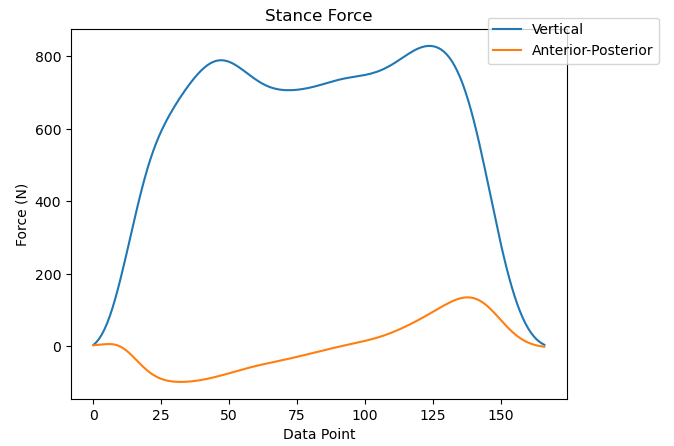 Stance Force
Vertical
Anterior-Posterior
800
600
400
200
0
Force (N)
0 25 50 75 100 125 150
Data Point